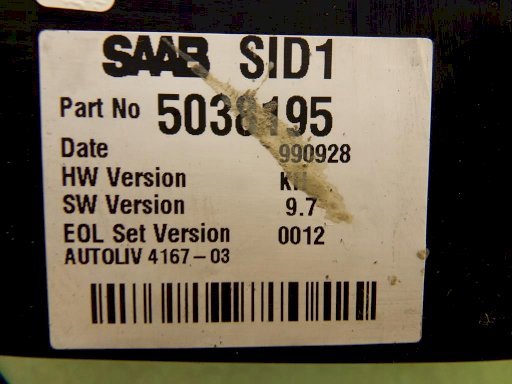 SAAB SID1
Part No 5038195
Date 990928
HW Version
SW Version 9.7
EOL Set Version 0012
AUTOLIV 4167-03